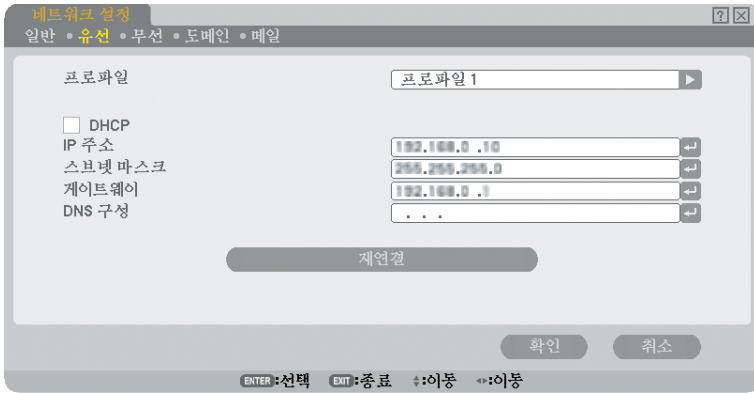 네트워크 설정
일반 • 유선 • 무선 • 도메인 • 메일
프로파일 프로파일 1
DHCP
IP 주소 192.168.0 .10
스브넷 마스크 255.255.255.0
게이트웨이 192.168.0 .1
DNS 구성 . . .
재연결
확인 취소
ENTER :선택 EXIT :종료 :이동 :이동